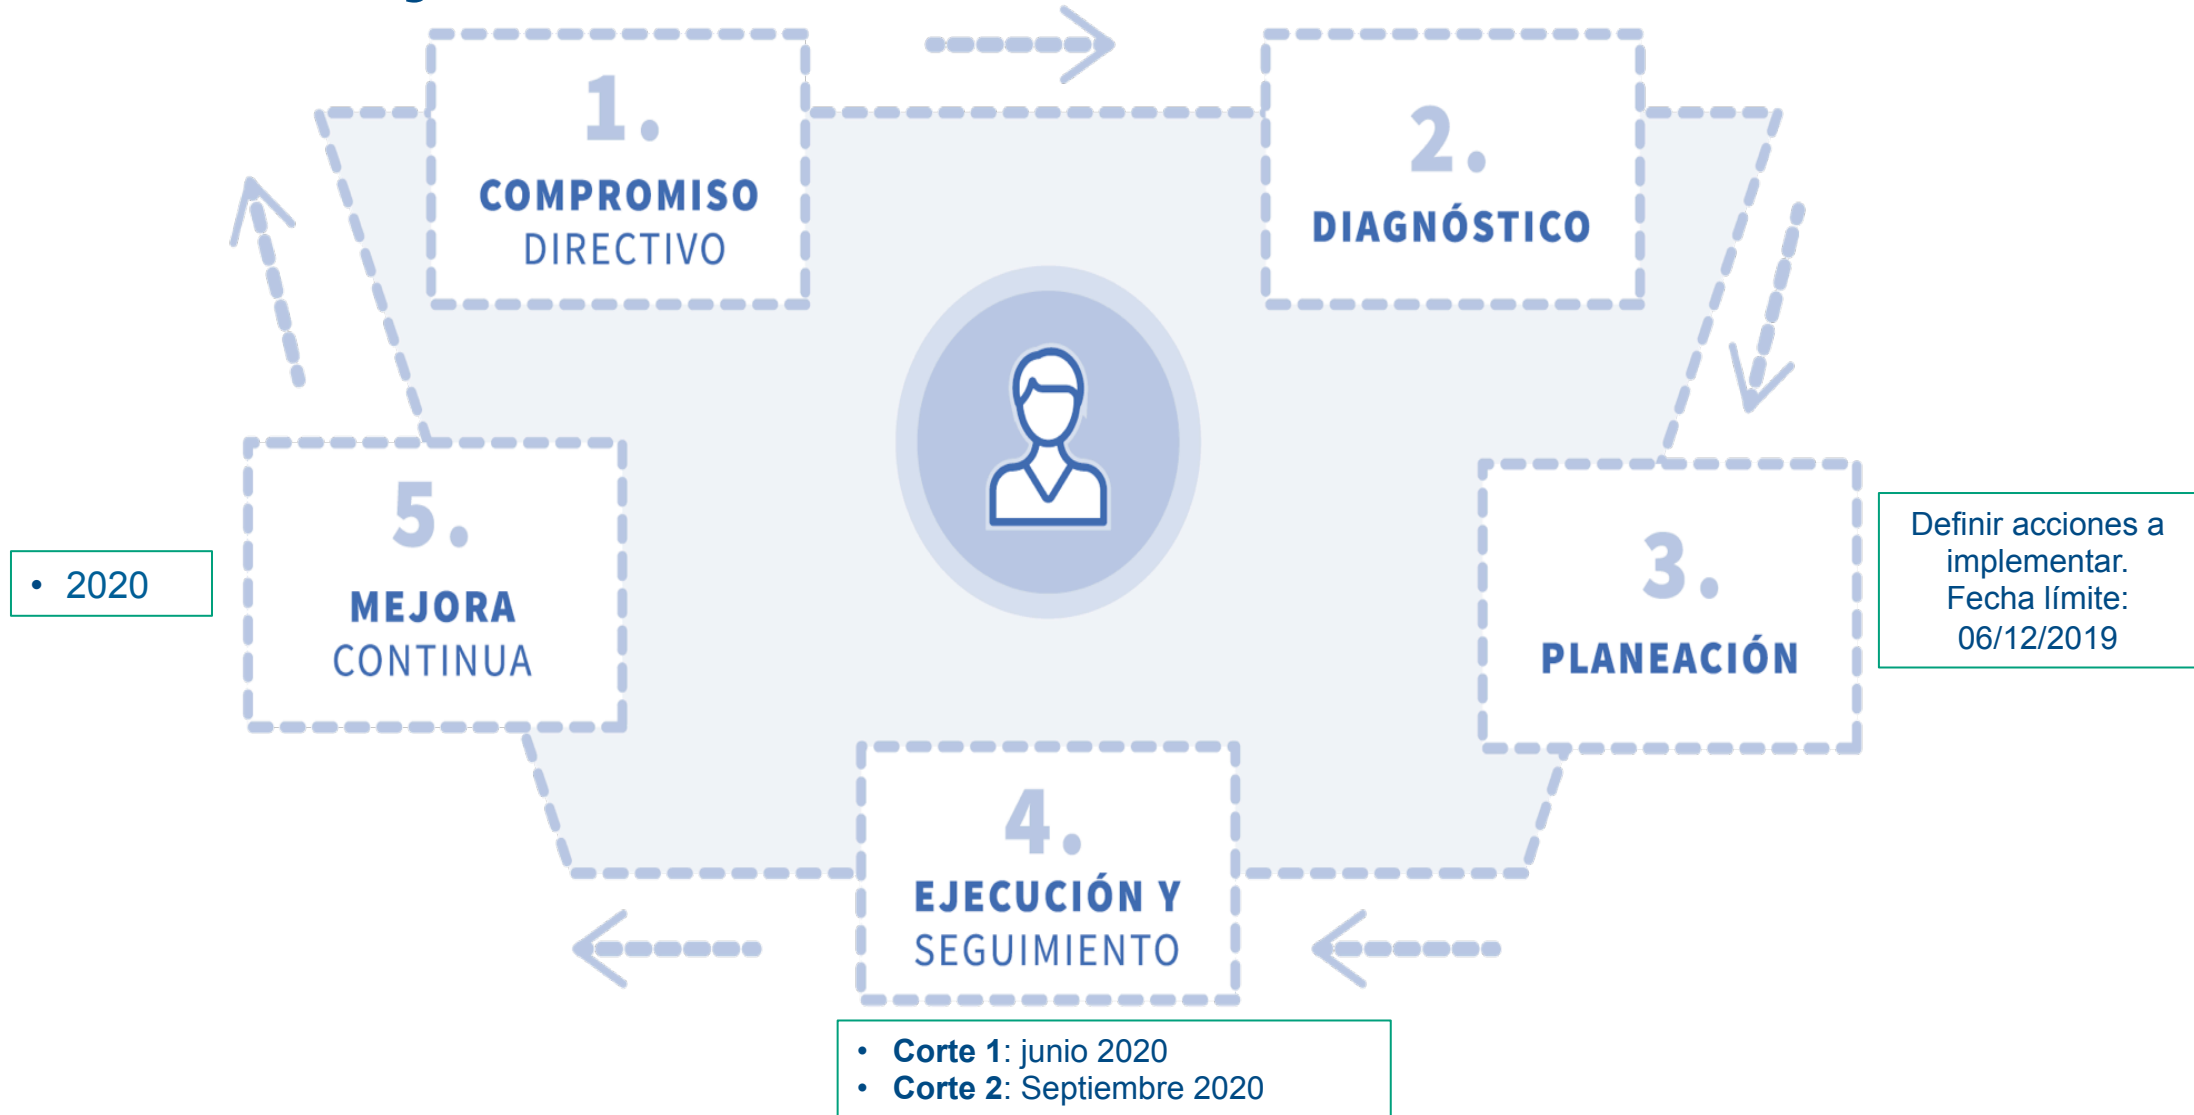 1.
COMPROMISO
DIRECTIVO
2.
DIAGNÓSTICO
3.
PLANEACIÓN
Definir acciones a
implementar.
Fecha límite:
06/12/2019
4.
EJECUCIÓN Y
SEGUIMIENTO
• Corte 1: junio 2020
• Corte 2: Septiembre 2020
5.
MEJORA
CONTINUA
• 2020